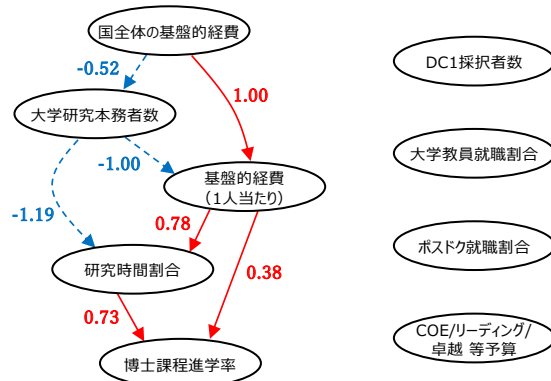 国全体の基盤的経費
DC1採択者数
-0.52
1.00
大学研究本務者数
大学教員就職割合
-1.00
基盤的経費
(1人当たり)
-1.19
0.78
ポスドク就職割合
研究時間割合
0.38
0.73
COE/リーディング/
卓越 等予算
博士課程進学率